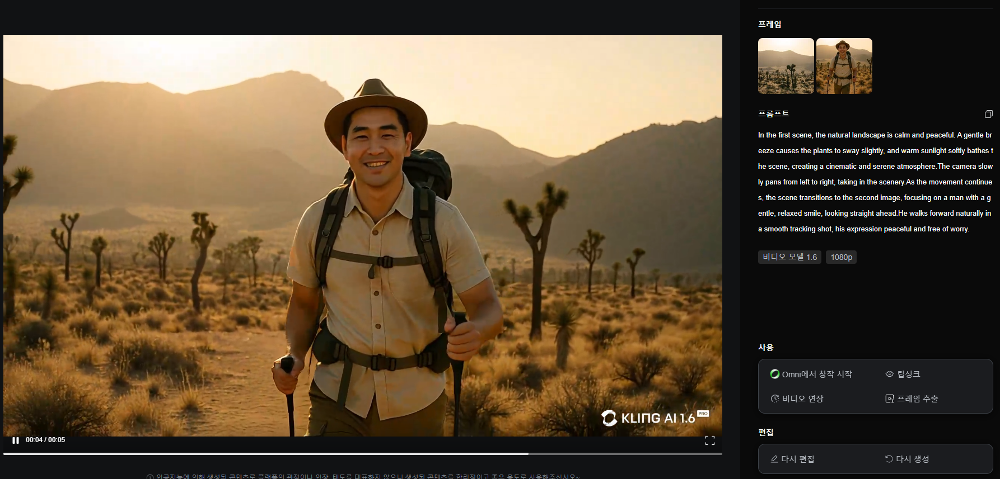 프레임
프롬프트
In the first scene, the natural landscape is calm and peaceful. A gentle br
eeze causes the plants to sway slightly, and warm sunlight softly bathes t
he scene, creating a cinematic and serene atmosphere.The camera slow
ly pans from left to right, taking in the scenery.As the movement continue
s, the scene transitions to the second image, focusing on a man with a g
entle, relaxed smile, looking straight ahead.He walks forward naturally in
a smooth tracking shot, his expression peaceful and free of worry.
비디오 모델 1.6
1080p
사용
Omni에서 창작 시작
립싱크
비디오 연장
프레임 추출
편집
다시 편집
다시 생성
KLING AI 1.6 PRO
00:04 / 00:05
인공지능에 의해 생성된 콘텐츠로 플랫폼의 관점이나 입장, 태도를 대표하지 않으니 생성된 콘텐츠를 합리적이고 좋은 용도로 사용해주십시오~